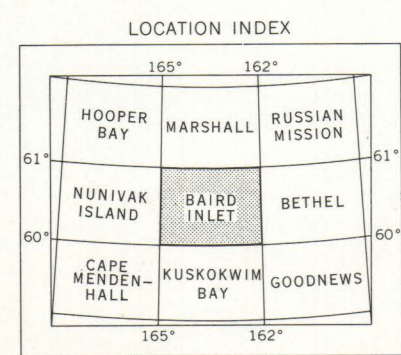 LOCATION INDEX
165° 162°
HOOPER BAY
MARSHALL
RUSSIAN MISSION
61° 61°
NUNIVAK ISLAND
BAIRD INLET
BETHEL
60° 60°
CAPE MENDEN–HALL
KUSKOKWIM BAY
GOODNEWS
165° 162°